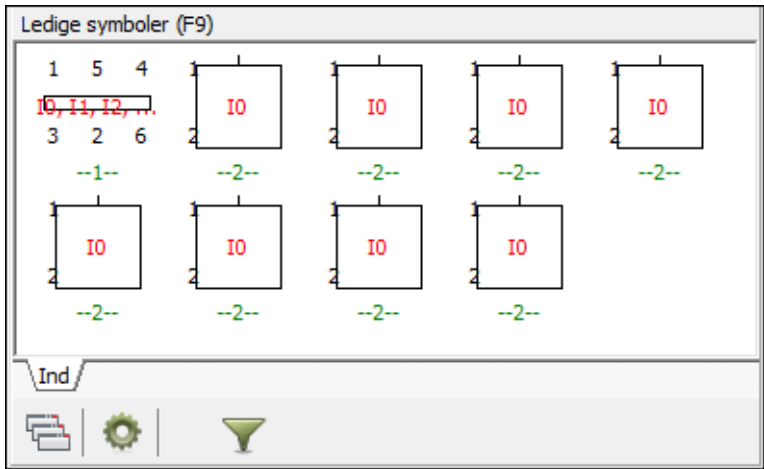 Ledige symboler (F9)
1 5 4 1 1 1 1
I0, I1, I2, ... I0 I0 I0 I0
3 2 6 2 2 2 2
--1-- --2-- --2-- --2-- --2--
1 1 1 1
I0 I0 I0 I0
2 2 2 2
--2-- --2-- --2-- --2--
Ind